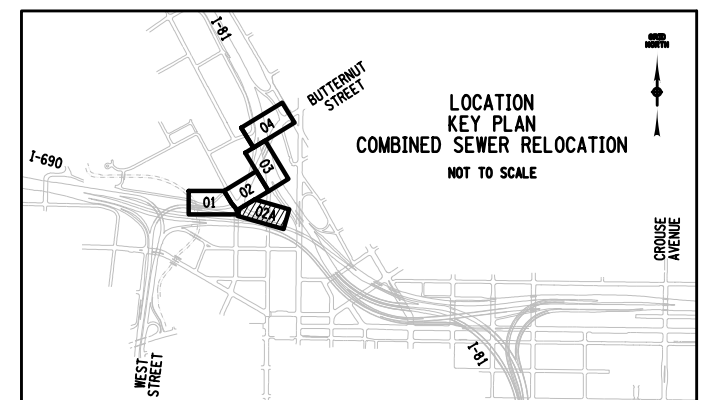 I-81
BUTTERNUT
STREET
GRID
NORTH
LOCATION
KEY PLAN
COMBINED SEWER RELOCATION
NOT TO SCALE
I-690
04
03
02
01
02A
CROUSE
AVENUE
I-81
WEST
STREET